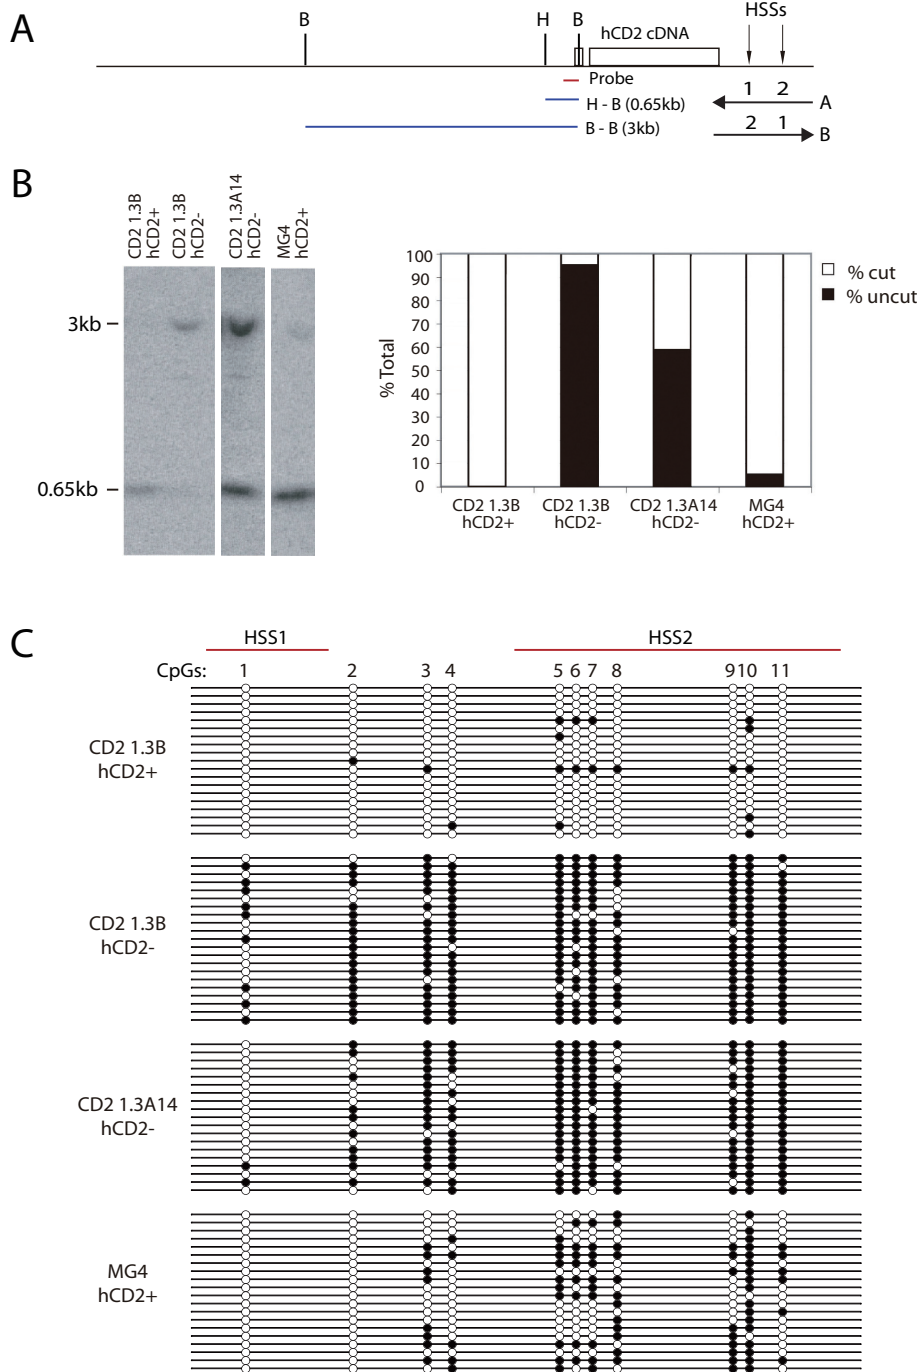 A
B H B hCD2 cDNA HSSs
Probe
H - B (0.65kb)
B - B (3kb)
1 2
A
2 1
B
B
CD2 1.3B
hCD2+
CD2 1.3B
hCD2-
CD2 1.3A14
hCD2-
MG4
hCD2+
3kb
0.65kb
% Total
100
90
80
70
60
50
40
30
20
10
0
CD2 1.3B
hCD2+
CD2 1.3B
hCD2-
CD2 1.3A14
hCD2-
MG4
hCD2+
% cut
% uncut
C
HSS1 HSS2
CpGs: 1 2 3 4 5 6 7 8 9 10 11
CD2 1.3B
hCD2+
CD2 1.3B
hCD2-
CD2 1.3A14
hCD2-
MG4
hCD2+